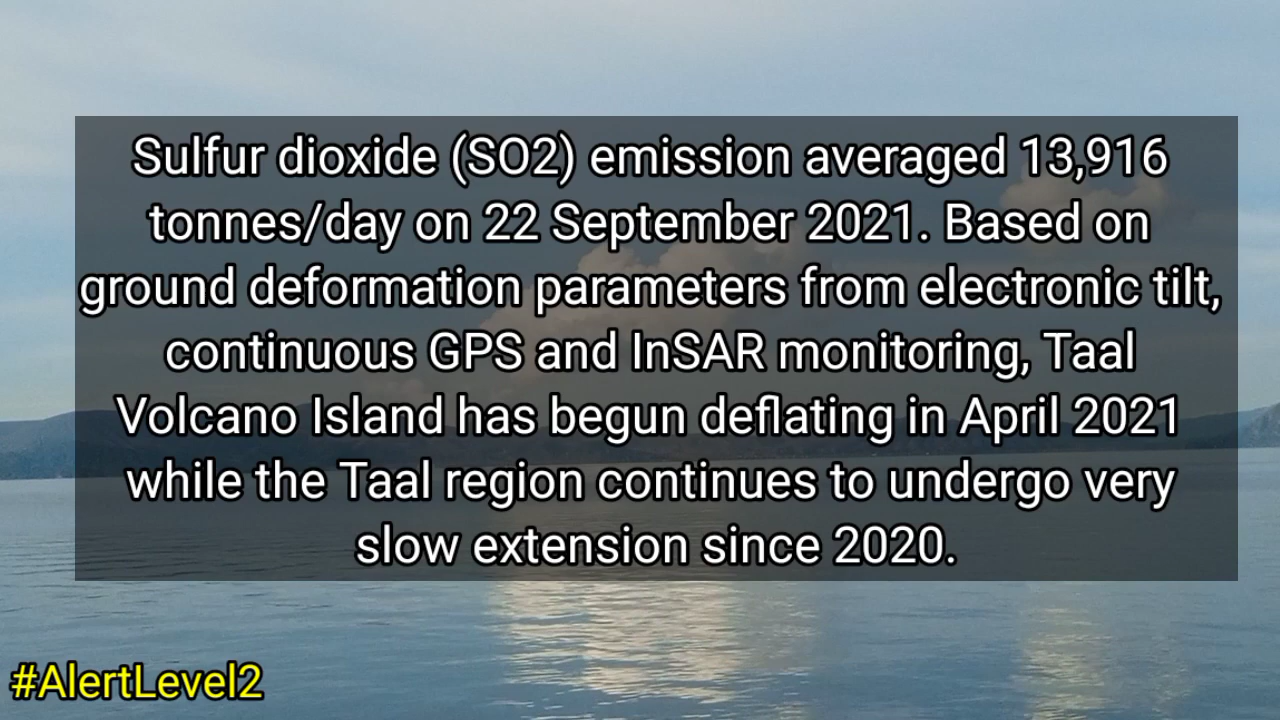 Sulfur dioxide (SO2) emission averaged 13,916
tonnes/day on 22 September 2021. Based on
ground deformation parameters from electronic tilt,
continuous GPS and InSAR monitoring, Taal
Volcano Island has begun deflating in April 2021
while the Taal region continues to undergo very
slow extension since 2020.
#AlertLevel2